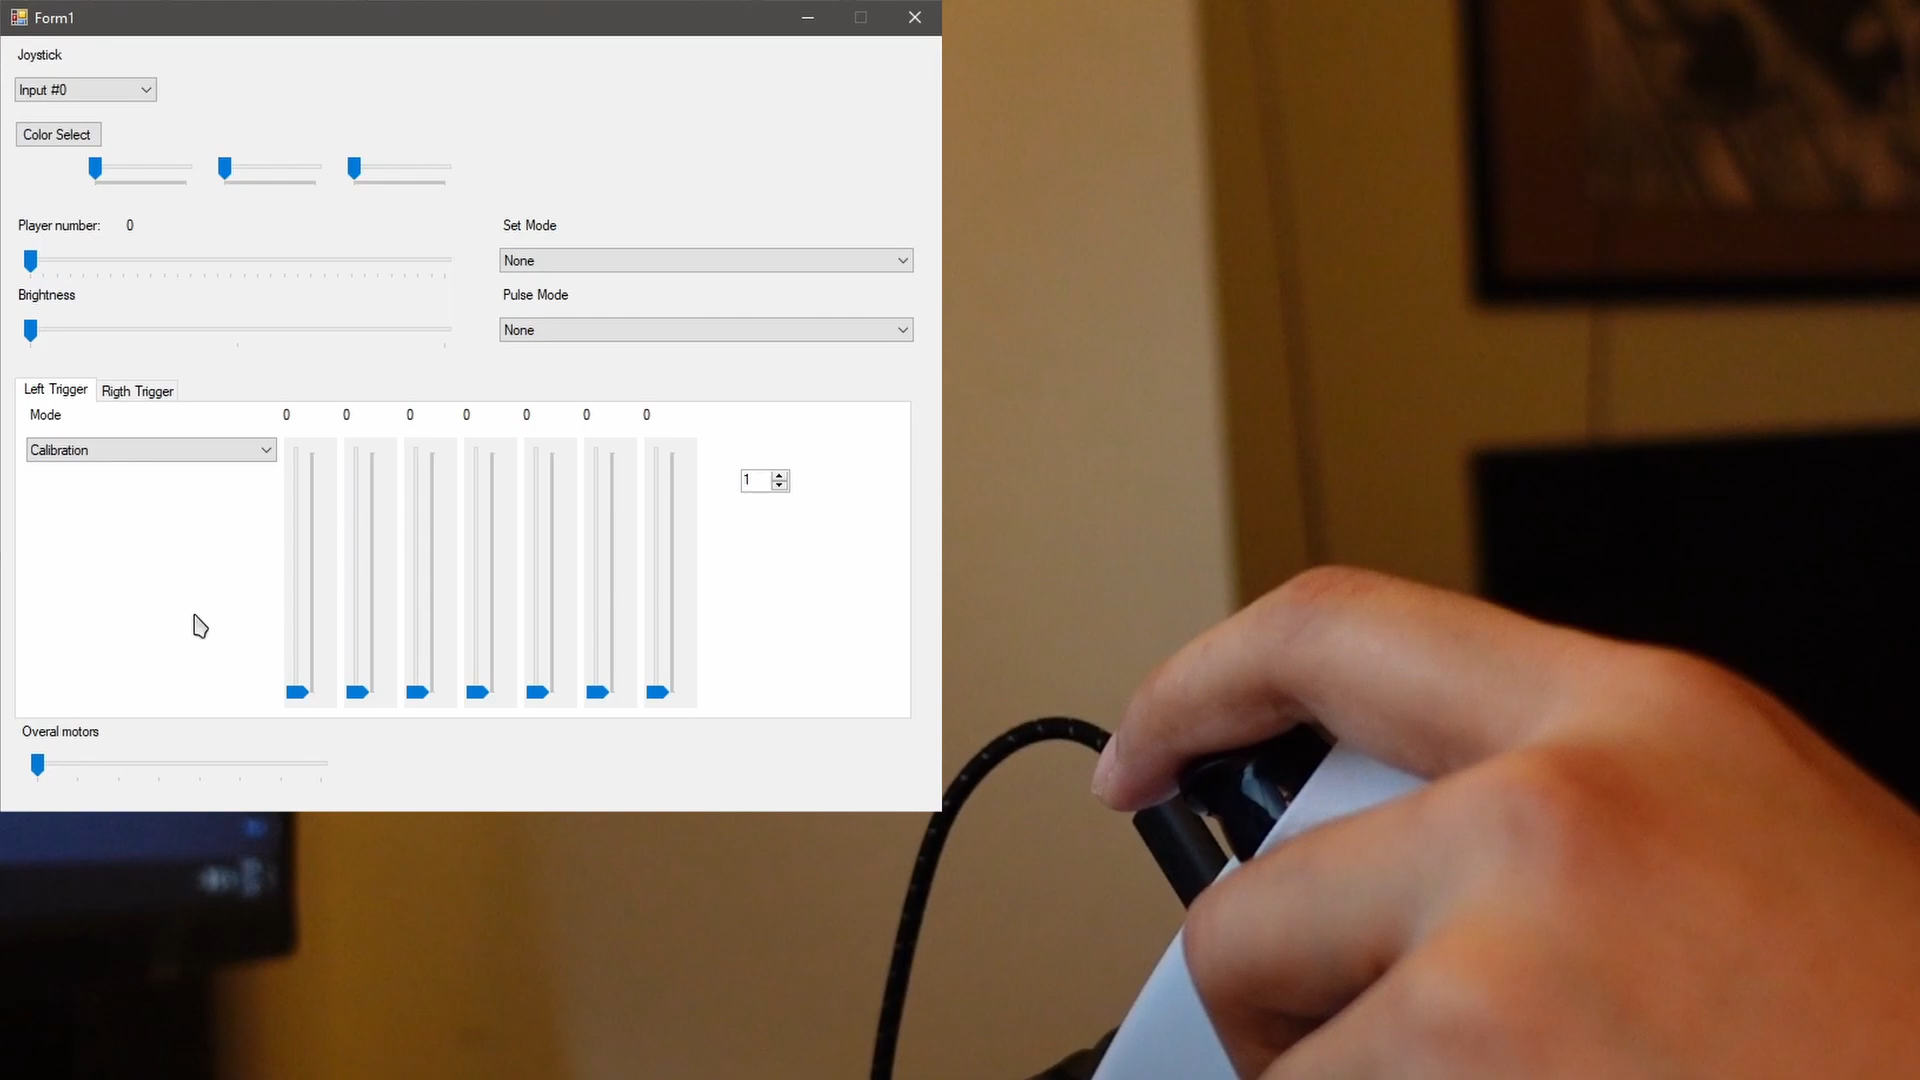 Form1
Joystick
Input #0
Color Select
Player number: 0
Set Mode
None
Brightness
Pulse Mode
None
Left Trigger
Rigth Trigger
Mode
0 0 0 0 0 0 0
Calibration
1
Overal motors